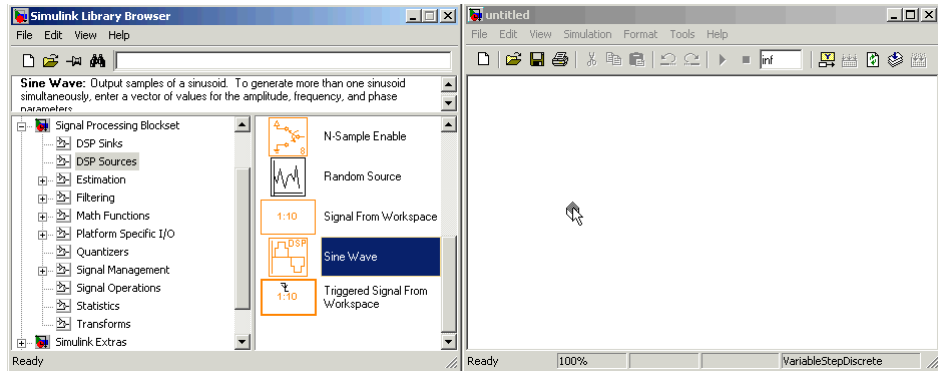 Simulink Library Browser
File Edit View Help
Sine Wave: Output samples of a sinusoid. To generate more than one sinusoid
simultaneously, enter a vector of values for the amplitude, frequency, and phase
parameters
Signal Processing Blockset
DSP Sinks
DSP Sources
Estimation
Filtering
Math Functions
Platform Specific I/O
Quantizers
Signal Management
Signal Operations
Statistics
Transforms
Simulink Extras
8
N-Sample Enable
Random Source
1:10
Signal From Workspace
DSP
Sine Wave
1:10
Triggered Signal From
Workspace
Ready
untitled
File Edit View Simulation Format Tools Help
inf
Ready 100% VariableStepDiscrete